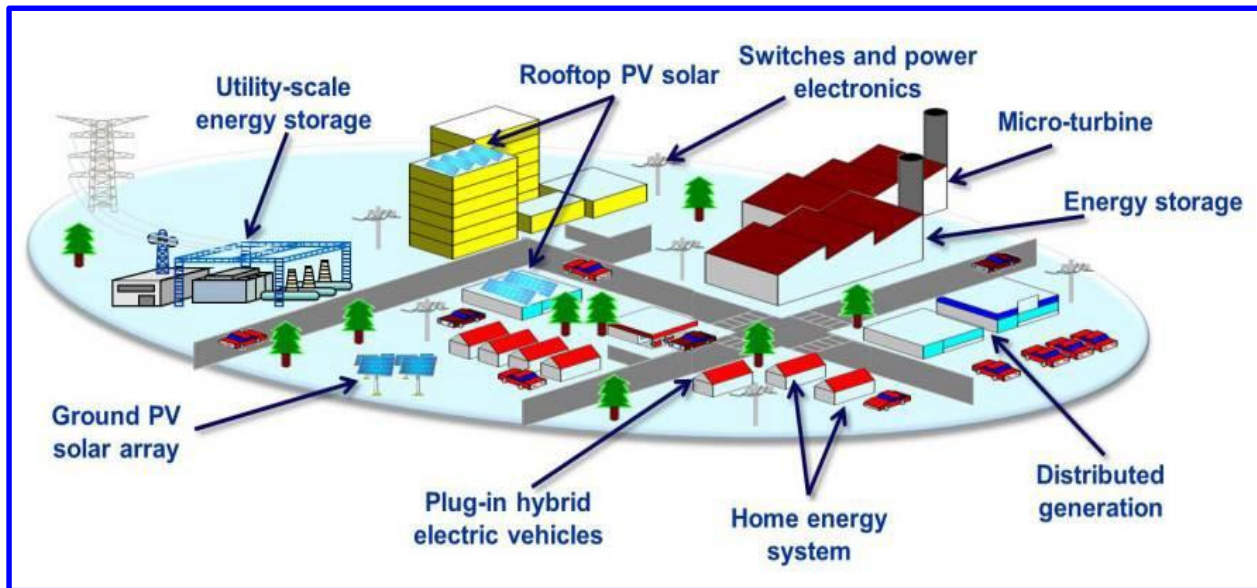 Utility-scale
energy storage
Rooftop PV solar
Switches and power
electronics
Micro-turbine
Energy storage
Ground PV
solar array
Plug-in hybrid
electric vehicles
Home energy
system
Distributed
generation